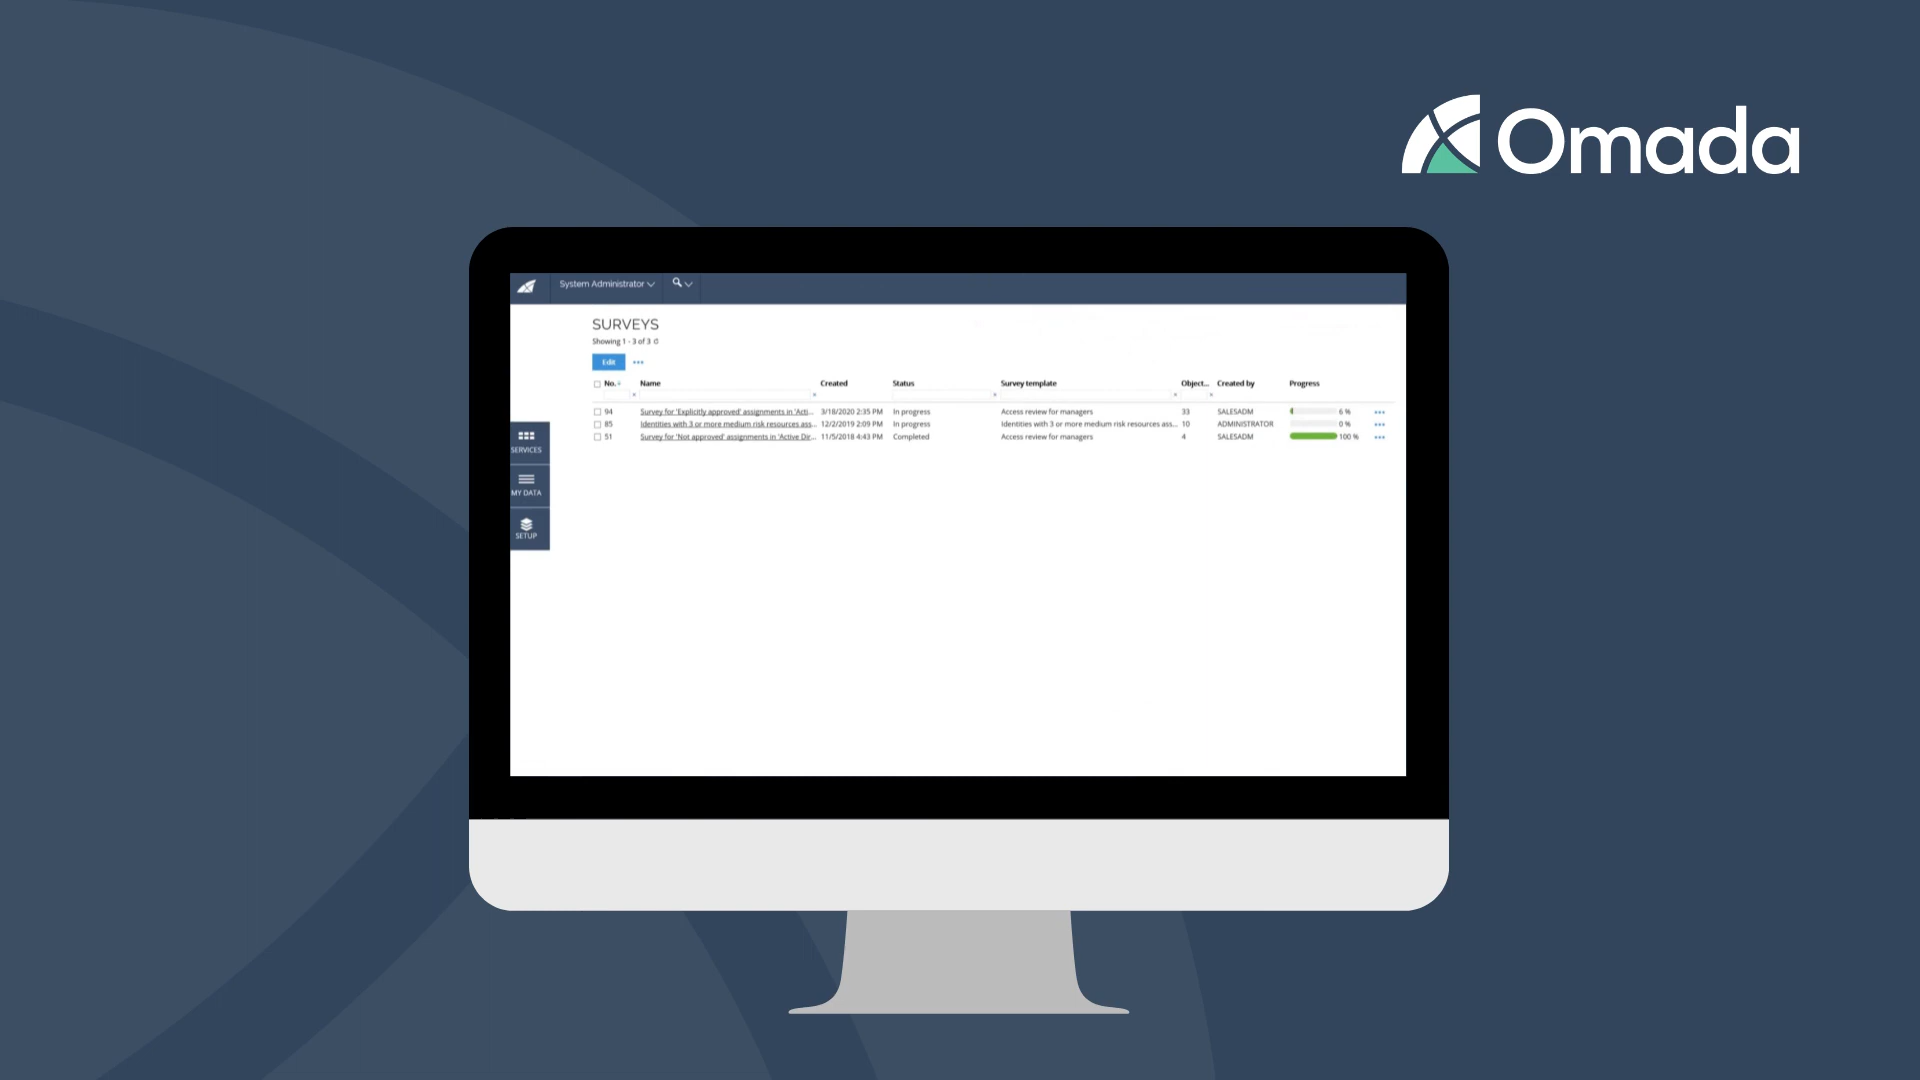 Omada
System Administrator
SURVEYS
Showing 1 - 3 of 3
Edit
No. Name Created Status Survey template Object... Created by Progress
94 Survey for 'Explicitly approved' assignments in 'Acti... 3/18/2020 2:35 PM In progress Access review for managers 33 SALESADM 6 %
85 Identities with 3 or more medium risk resources ass... 12/2/2019 2:09 PM In progress Identities with 3 or more medium risk resources ass... 10 ADMINISTRATOR 0 %
51 Survey for 'Not approved' assignments in 'Active Dir... 11/5/2018 4:43 PM Completed Access review for managers 4 SALESADM 100 %
SERVICES
MY DATA
SETUP